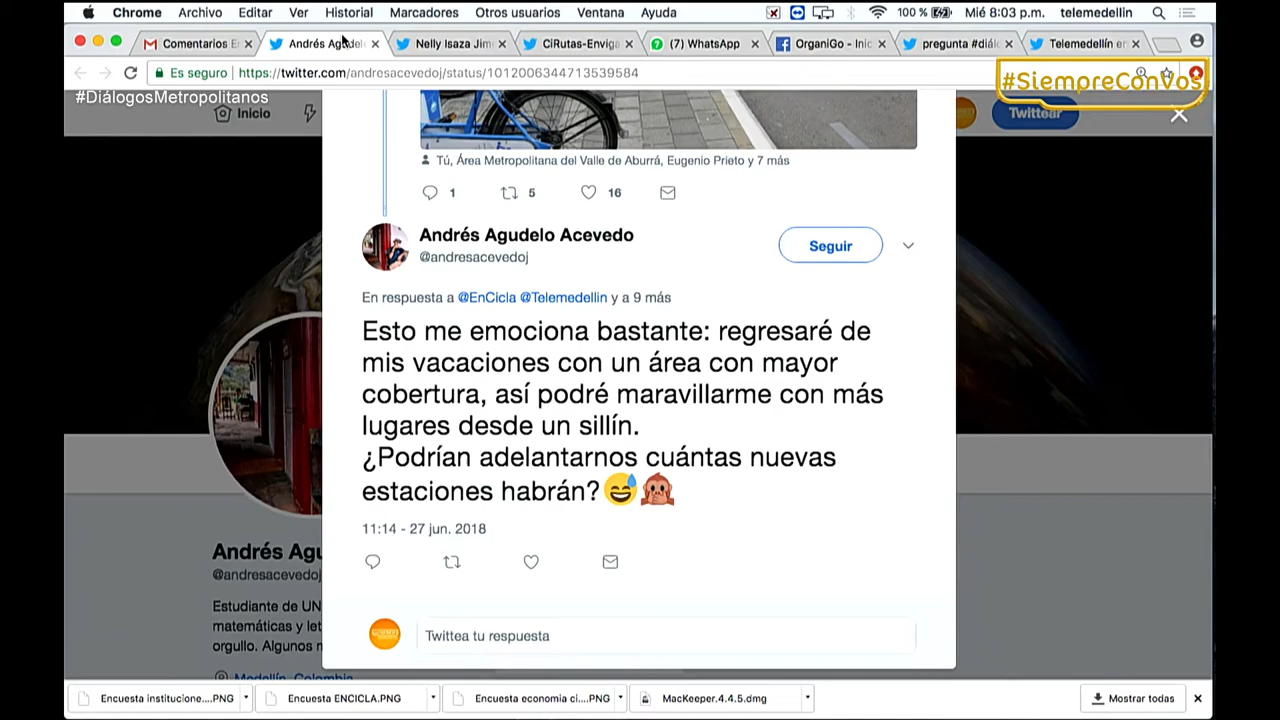 Chrome Archivo Editar Ver Historial Marcadores Otros usuarios Ventana Ayuda 100 % Mié 8:03 p.m. telemedellin
Comentarios E Andrés Agudel Nelly Isaza Jim CiRutas-Enviga (7) WhatsApp OrganiGo - Inic pregunta #diálo Telemedellín en
Es seguro https://twitter.com/andresacevedoj/status/1011
#SiempreConVos
#DiálogosMetropolitanos
Inicio
Twittear
Tú, Área Metropolitana del Valle de Aburrá, Eugenio Prieto y 7 más
1 5 16
Andrés Agudelo Acevedo
@andresacevedoj
Seguir
En respuesta a @EnCicla @Telemedellin y a 9 más
Esto me emociona bastante: regresaré de
mis vacaciones con un área con mayor
cobertura, así podré maravillarme con más
lugares desde un sillín.
¿Podrían adelantarnos cuántas nuevas
estaciones habrán?😅🙊
11:14 - 27 jun. 2018
Andrés Agu
@andresacevedoj
Estudiante de UN
matemáticas y let
orgullo. Algunos m
Medellín, Colombia
Twittea tu respuesta
Encuesta institucione....PNG Encuesta ENCICLA.PNG Encuesta economia ci....PNG MacKeeper.4.4.5.dmg Mostrar todas